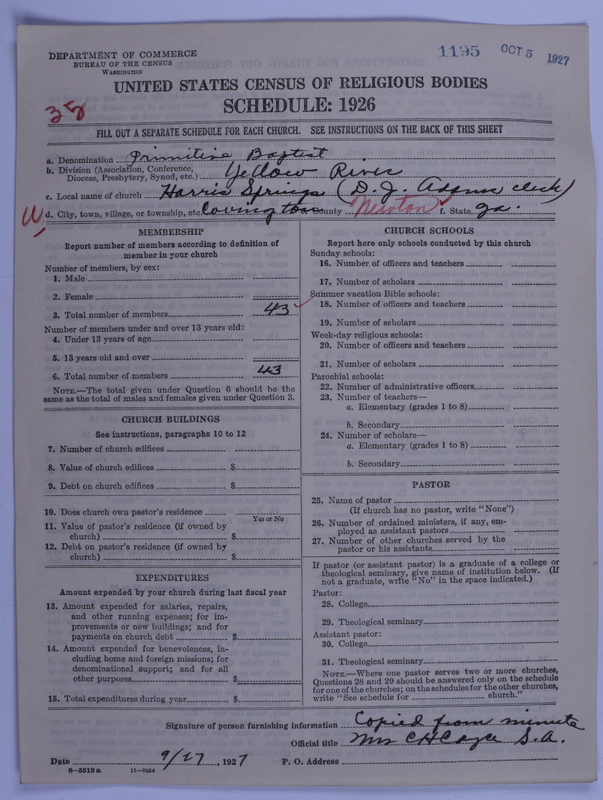 DEPARTMENT OF COMMERCE
BUREAU OF THE CENSUS
WASHINGTON
1195 OCT 5 1927
UNITED STATES CENSUS OF RELIGIOUS BODIES
SCHEDULE: 1926
35
FILL OUT A SEPARATE SCHEDULE FOR EACH CHURCH. SEE INSTRUCTIONS ON THE BACK OF THIS SHEET
a. Denomination Primitive Baptist
b. Division (Association, Conference, Diocese, Presbytery, Synod, etc.) Yellow River
c. Local name of church Harris Springs (D. J. Adams clerk)
W d. City, town, village, or township, etc. Covington County Newton f. State Ga.
MEMBERSHIP
Report number of members according to definition of
member in your church
Number of members, by sex:
1. Male
2. Female
3. Total number of members 43
Number of members under and over 13 years old:
4. Under 13 years of age
5. 13 years old and over
6. Total number of members 43
NOTE.—The total given under Question 6 should be the
same as the total of males and females given under Question 3.
CHURCH BUILDINGS
See instructions, paragraphs 10 to 12
7. Number of church edifices
8. Value of church edifices $
9. Debt on church edifices $
10. Does church own pastor's residence?
Yes or No
11. Value of pastor's residence (if owned by
church) $
12. Debt on pastor's residence (if owned by
church) $
EXPENDITURES
Amount expended by your church during last fiscal year
13. Amount expended for salaries, repairs,
and other running expenses; for im-
provements or new buildings; and for
payments on church debt $
14. Amount expended for benevolences, in-
cluding home and foreign missions; for
denominational support; and for all
other purposes $
15. Total expenditures during year $
CHURCH SCHOOLS
Report here only schools conducted by this church
Sunday schools:
16. Number of officers and teachers
17. Number of scholars
Summer vacation Bible schools:
18. Number of officers and teachers
19. Number of scholars
Week-day religious schools:
20. Number of officers and teachers
21. Number of scholars
Parochial schools:
22. Number of administrative officers
23. Number of teachers—
a. Elementary (grades 1 to 8)
b. Secondary
24. Number of scholars—
a. Elementary (grades 1 to 8)
b. Secondary
PASTOR
25. Name of pastor
(If church has no pastor, write "None")
26. Number of ordained ministers, if any, em-
ployed as assistant pastors
27. Number of other churches served by the
pastor or his assistants
If pastor (or assistant pastor) is a graduate of a college or
theological seminary, give name of institution below. (If
not a graduate, write "No" in the space indicated.)
Pastor:
28. College
29. Theological seminary
Assistant pastor:
30. College
31. Theological seminary
NOTE.—Where one pastor serves two or more churches,
Questions 28 and 29 should be answered only on the schedule
for one of the churches; on the schedules for the other churches,
write "See schedule for church."
Signature of person furnishing information Copied from minute
Official title Mrs C H Cayce S.A.
Date 9/27, 1927 P. O. Address
8-5518 a 11-9554